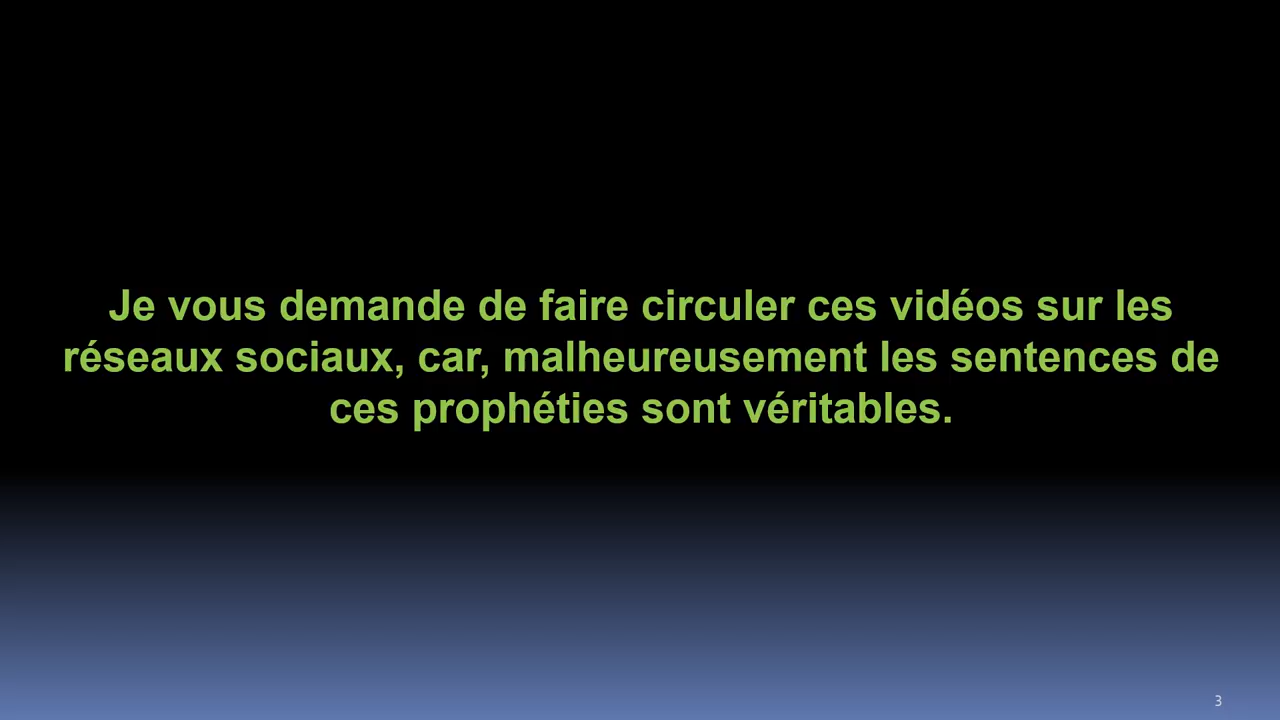 Je vous demande de faire circuler ces vidéos sur les
réseaux sociaux, car, malheureusement les sentences de
ces prophéties sont véritables.
3